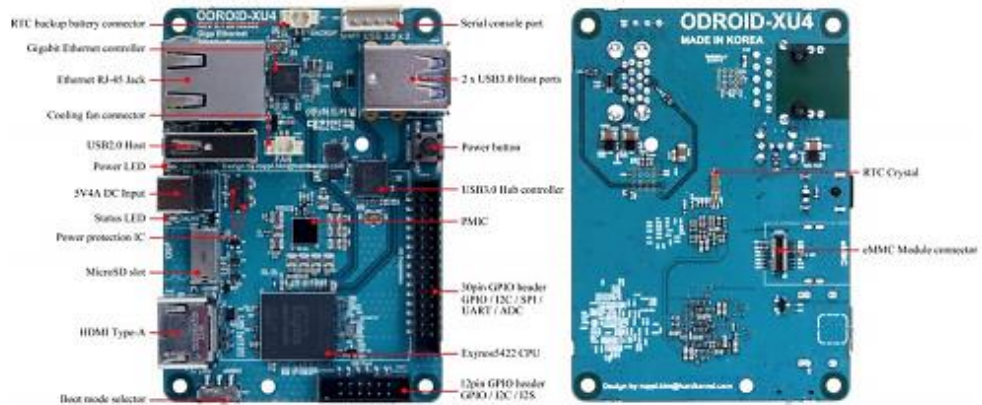 RTC backup battery connector
Gigabit Ethernet controller
Ethernet RJ-45 Jack
Cooling fan connector
USB2.0 Host
Power LED
5V4A DC Input
Status LED
Power protection IC
MicroSD slot
HDMI Type-A
Boot mode selector
ODROID-XU4
Giga Ethernet
FAN
Serial console port
2 x USB3.0 Host ports
Power button
USB3.0 Hub controller
PMIC
30pin GPIO header
GPIO / I2C / SPI /
UART / ADC
Exynos5422 CPU
12pin GPIO header
GPIO / I2C / I2S
ODROID-XU4
MADE IN KOREA
RTC Crystal
eMMC Module connector